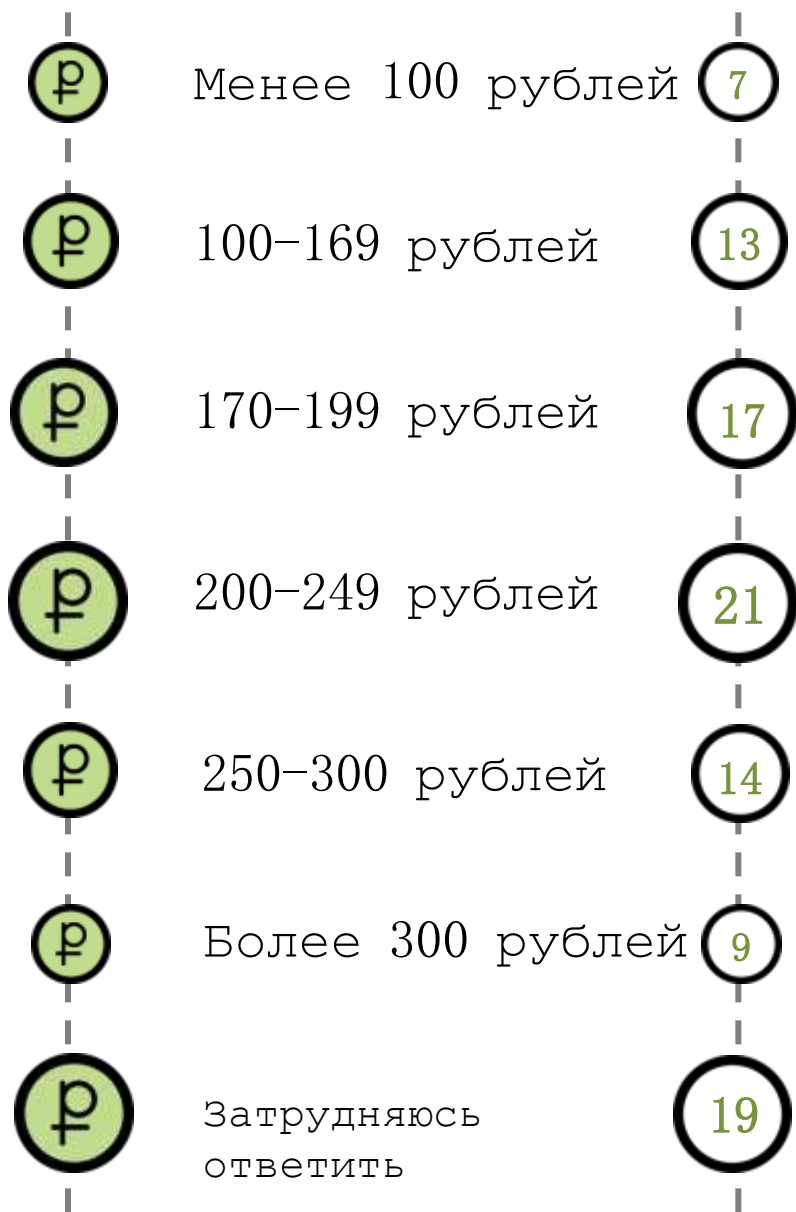 Менее 100 рублей 7
100-169 рублей 13
170-199 рублей 17
200-249 рублей 21
250-300 рублей 14
Более 300 рублей 9
Затрудняюсь 19
ответить